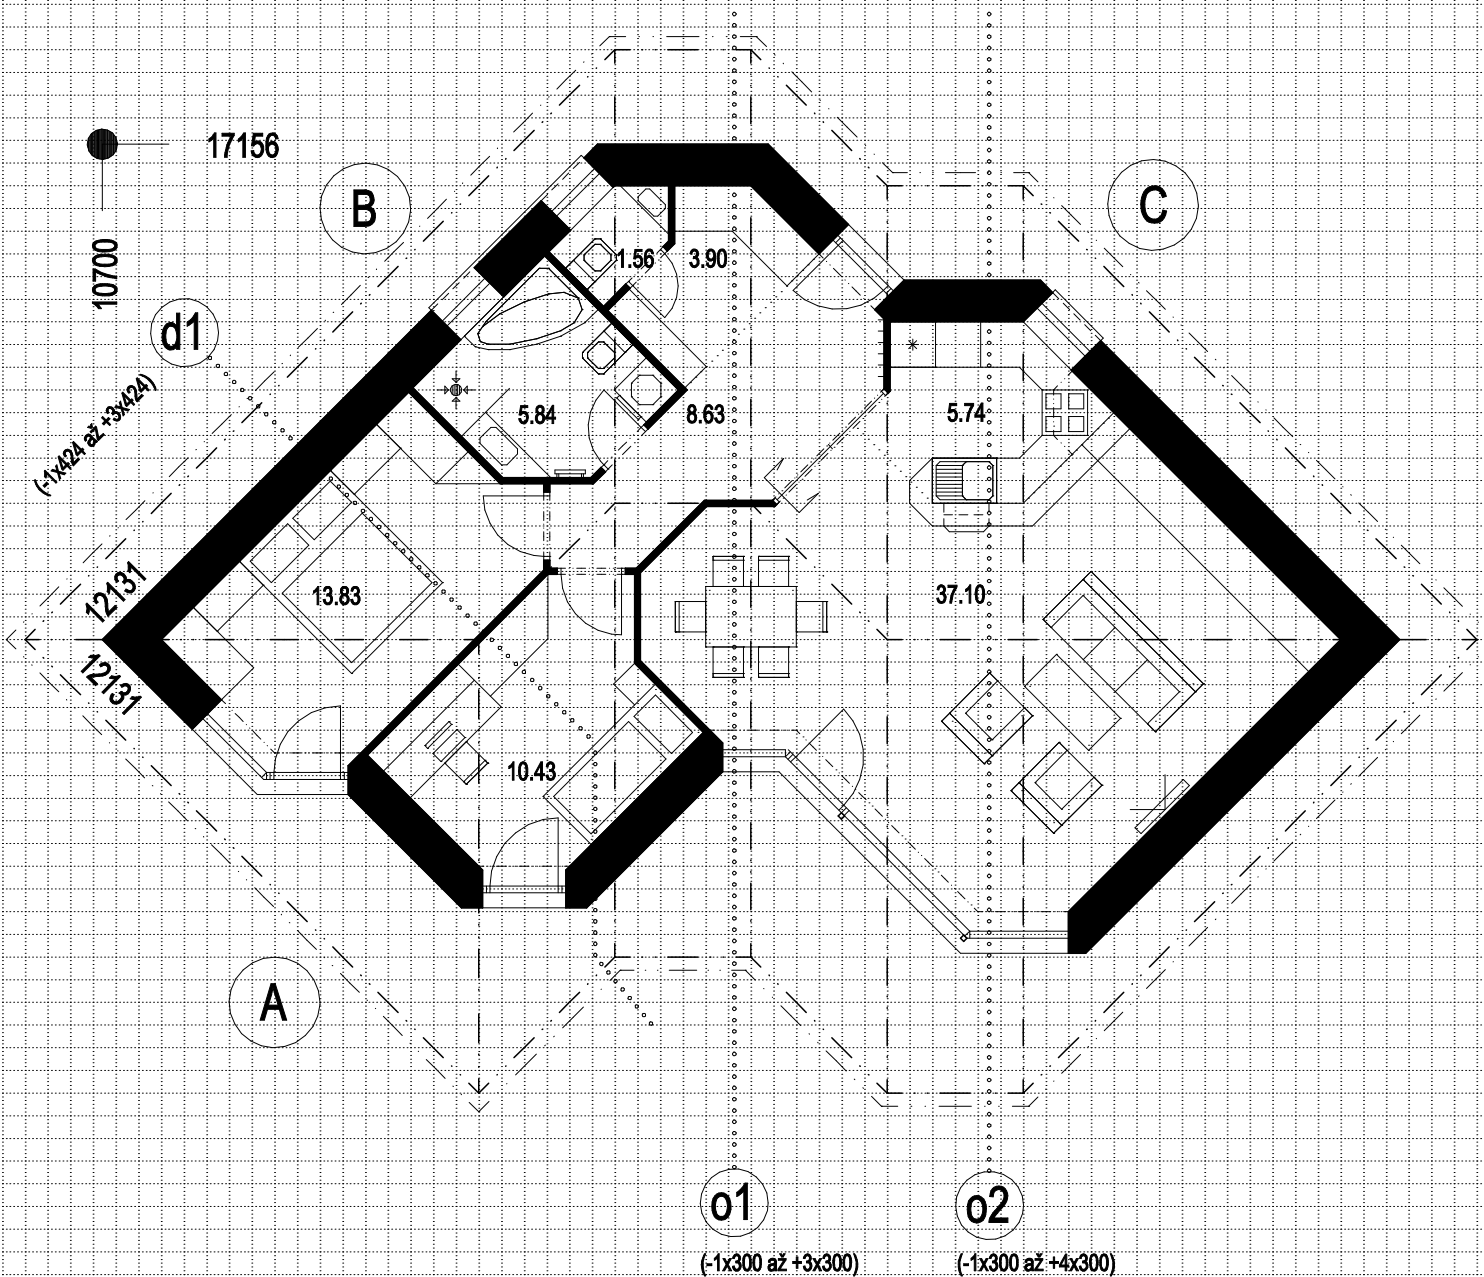 17156
B
C
10700
1.56
3.90
d1
(-1x424 až +3x424)
5.84
8.63
5.74
12131
13.83
37.10
12131
10.43
A
o1
o2
(-1x300 až +3x300)
(-1x300 až +4x300)